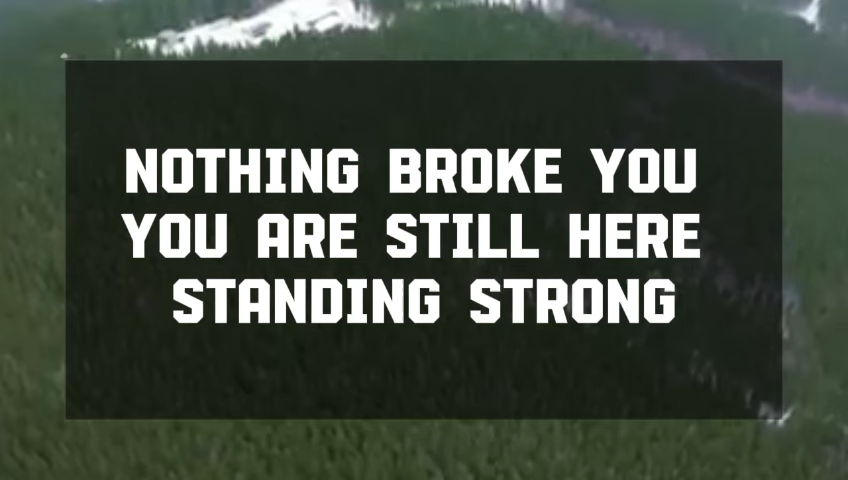 NOTHING BROKE YOU
YOU ARE STILL HERE
STANDING STRONG